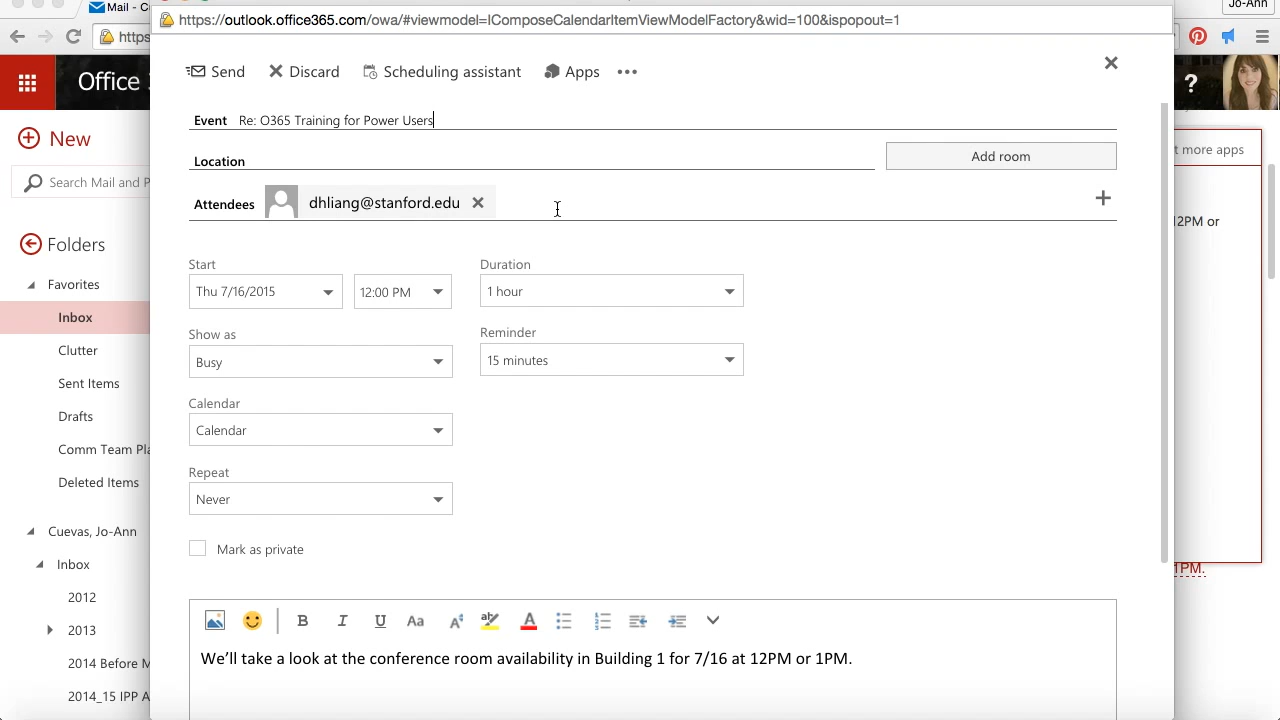 Jo-Ann
Mail - C
https://outlook.office365.com/owa/#viewmodel=IComposeCalendarItemViewModelFactory&wid=100&ispopout=1
https
Office
?
Send
Discard
Scheduling assistant
Apps
•••
New
Event Re: O365 Training for Power Users
t more apps
Location
Add room
Search Mail and P
Attendees dhliang@stanford.edu
12PM or
Folders
Start
Duration
Favorites
Thu 7/16/2015
12:00 PM
1 hour
Inbox
Show as
Reminder
Clutter
Busy
15 minutes
Sent Items
Calendar
Drafts
Calendar
Comm Team Pla
Repeat
Deleted Items
Never
Cuevas, Jo-Ann
Mark as private
Inbox
1PM.
2012
B I U Aa A A
2013
We'll take a look at the conference room availability in Building 1 for 7/16 at 12PM or 1PM.
2014 Before M
2014_15 IPP A